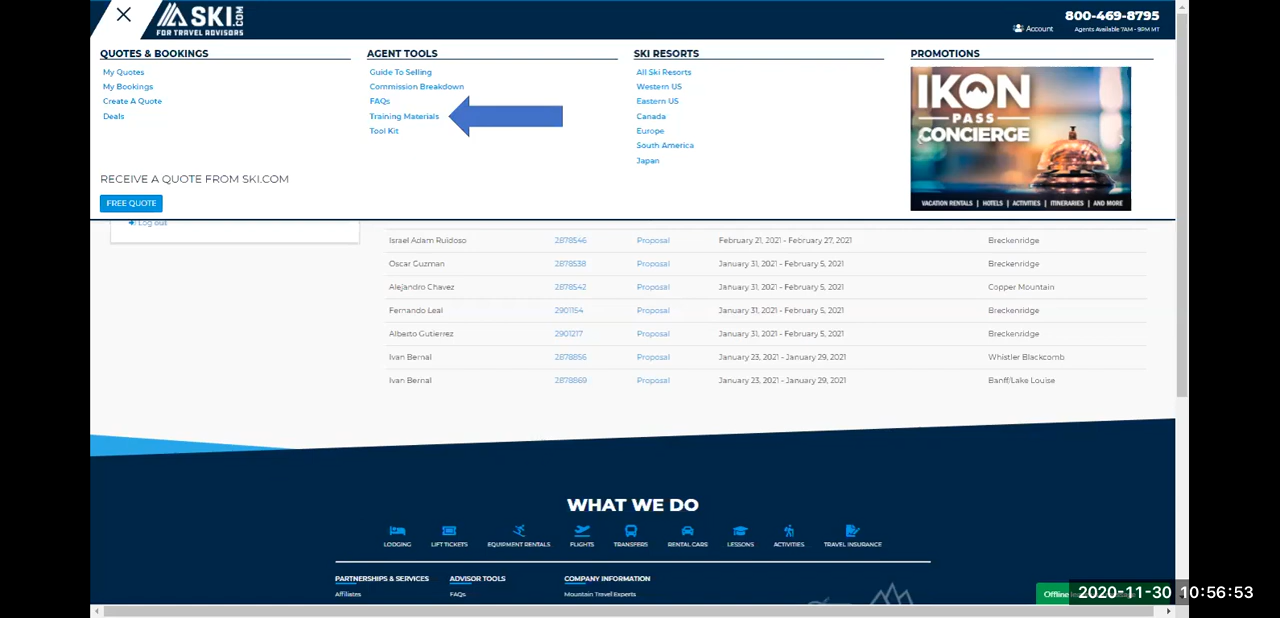 SKI.COM
FOR TRAVEL ADVISORS
800-469-8795
Account
Agents Available 7AM - 9PM MT
QUOTES & BOOKINGS
My Quotes
My Bookings
Create A Quote
Deals
RECEIVE A QUOTE FROM SKI.COM
FREE QUOTE
AGENT TOOLS
Guide To Selling
Commission Breakdown
FAQs
Training Materials
Tool Kit
SKI RESORTS
All Ski Resorts
Western US
Eastern US
Canada
Europe
South America
Japan
PROMOTIONS
IKON
PASS
CONCIERGE
VACATION RENTALS | HOTELS | ACTIVITIES | ITINERARIES | AND MORE
Log out
Israel Adam Ruidoso 2878546 Proposal February 21, 2021 - February 27, 2021 Breckenridge
Oscar Guzman 2878538 Proposal January 31, 2021 - February 5, 2021 Breckenridge
Alejandro Chavez 2878542 Proposal January 31, 2021 - February 5, 2021 Copper Mountain
Fernando Leal 2901154 Proposal January 31, 2021 - February 5, 2021 Breckenridge
Alberto Gutierrez 2901217 Proposal January 31, 2021 - February 5, 2021 Breckenridge
Ivan Bernal 2878856 Proposal January 23, 2021 - January 29, 2021 Whistler Blackcomb
Ivan Bernal 2878869 Proposal January 23, 2021 - January 29, 2021 Banff/Lake Louise
WHAT WE DO
LODGING LIFT TICKETS EQUIPMENT RENTALS FLIGHTS TRANSFERS RENTAL CARS LESSONS ACTIVITIES TRAVEL INSURANCE
PARTNERSHIPS & SERVICES ADVISOR TOOLS COMPANY INFORMATION
Affiliates FAQs Mountain Travel Experts
Offline
2020-11-30 10:56:53